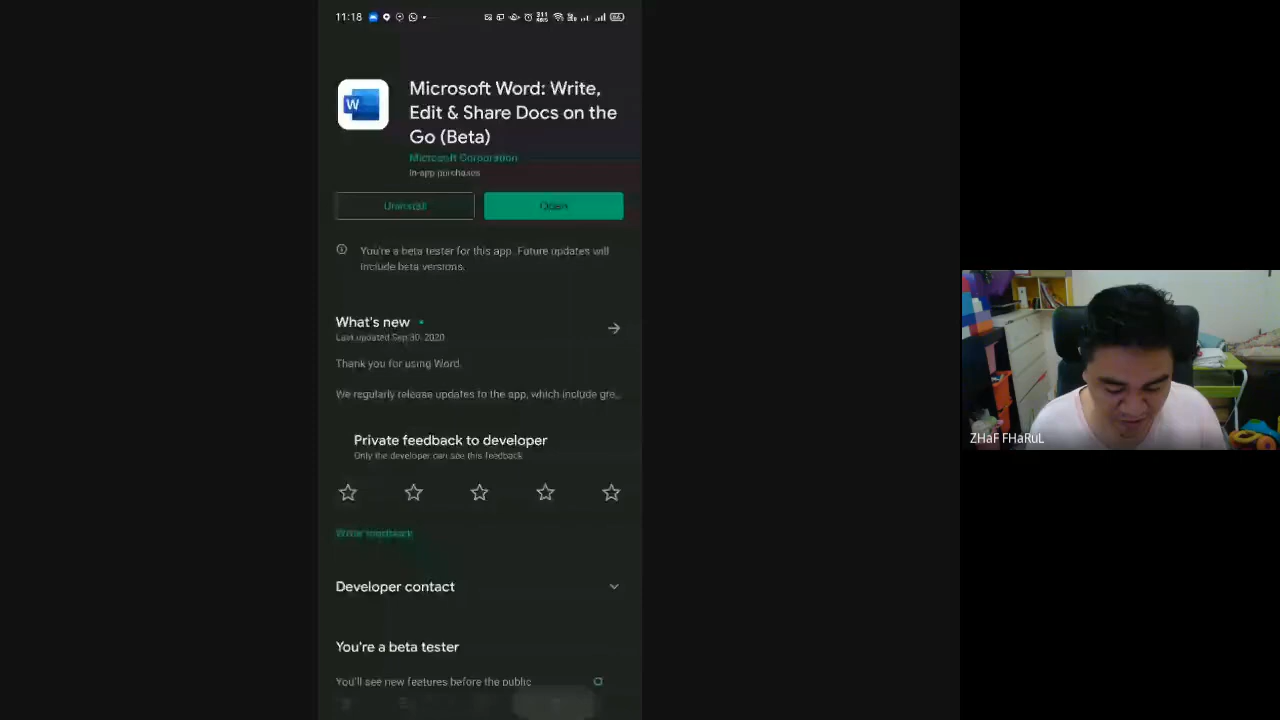 11:18
W
Microsoft Word: Write,
Edit & Share Docs on the
Go (Beta)
Microsoft Corporation
In-app purchases
Uninstall
Open
You're a beta tester for this app. Future updates will
include beta versions.
What's new
Last updated Sep 30, 2020
Thank you for using Word.
We regularly release updates to the app, which include gre...
Private feedback to developer
Only the developer can see this feedback
Write feedback
Developer contact
You're a beta tester
You'll see new features before the public
ZHaF FHaRuL